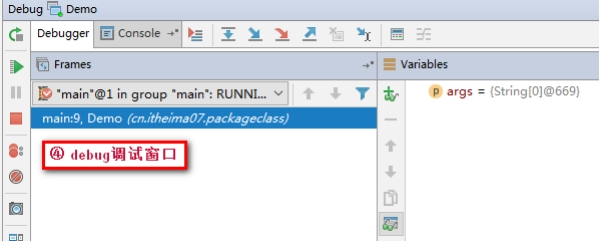 Debug Demo
Debugger Console
Frames
Variables
"main"@1 in group "main": RUNNI...
args = {String[0]@669}
main:9, Demo (cn.itheima07.packageclass)
④ debug调试窗口